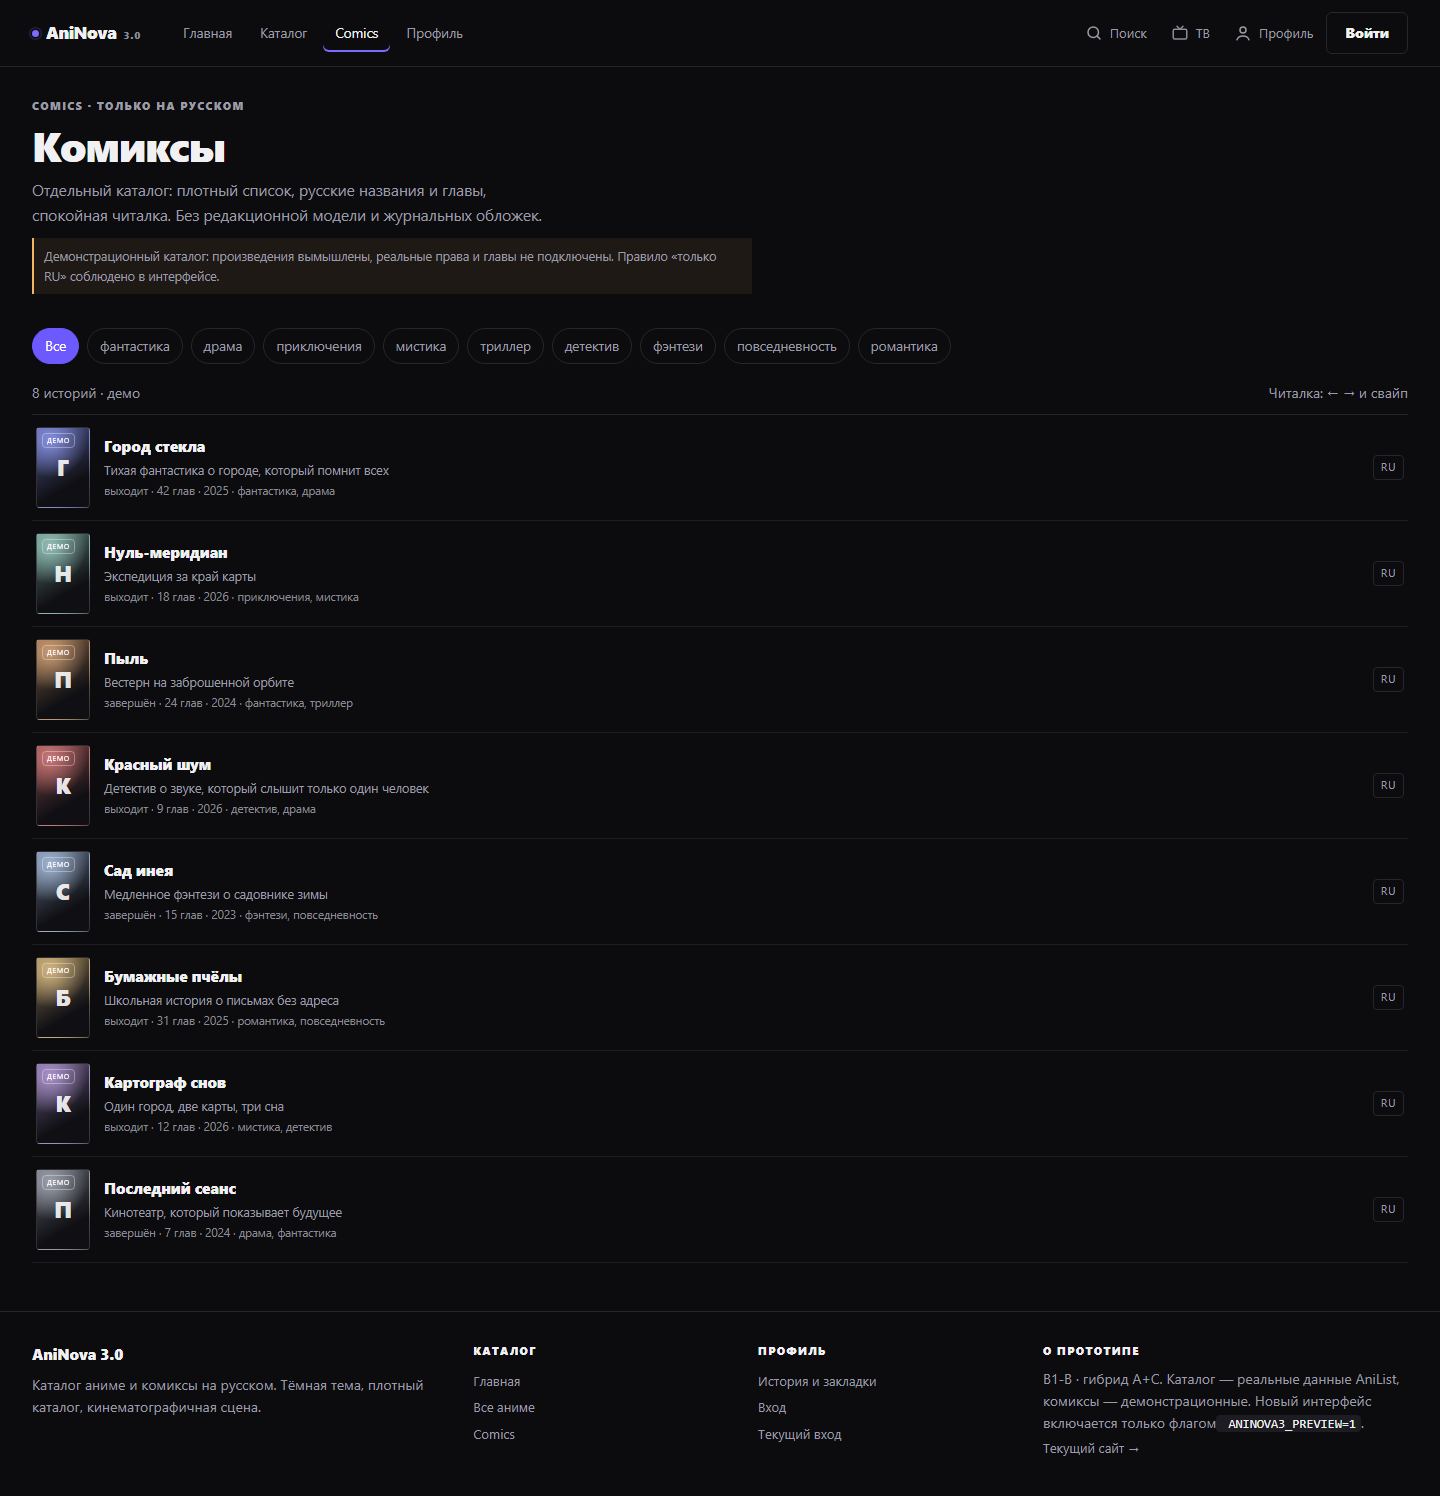 AniNova 3.0
Главная
Каталог
Comics
Профиль
Поиск
ТВ
Профиль
Войти
COMICS · ТОЛЬКО НА РУССКОМ
Комиксы
Отдельный каталог: плотный список, русские названия и главы,
спокойная читалка. Без редакционной модели и журнальных обложек.
Демонстрационный каталог: произведения вымышлены, реальные права и главы не подключены. Правило «только
RU» соблюдено в интерфейсе.
Все
фантастика
драма
приключения
мистика
триллер
детектив
фэнтези
повседневность
романтика
8 историй · демо
Читалка: ← → и свайп
ДЕМО
Г
Город стекла
Тихая фантастика о городе, который помнит всех
выходит · 42 глав · 2025 · фантастика, драма
RU
ДЕМО
Н
Нуль-меридиан
Экспедиция за край карты
выходит · 18 глав · 2026 · приключения, мистика
RU
ДЕМО
П
Пыль
Вестерн на заброшенной орбите
завершён · 24 глав · 2024 · фантастика, триллер
RU
ДЕМО
К
Красный шум
Детектив о звуке, который слышит только один человек
выходит · 9 глав · 2026 · детектив, драма
RU
ДЕМО
С
Сад инея
Медленное фэнтези о садовнике зимы
завершён · 15 глав · 2023 · фэнтези, повседневность
RU
ДЕМО
Б
Бумажные пчёлы
Школьная история о письмах без адреса
выходит · 31 глав · 2025 · романтика, повседневность
RU
ДЕМО
К
Картограф снов
Один город, две карты, три сна
выходит · 12 глав · 2026 · мистика, детектив
RU
ДЕМО
П
Последний сеанс
Кинотеатр, который показывает будущее
завершён · 7 глав · 2024 · драма, фантастика
RU
AniNova 3.0
Каталог аниме и комиксы на русском. Тёмная тема, плотный
каталог, кинематографичная сцена.
КАТАЛОГ
Главная
Все аниме
Comics
ПРОФИЛЬ
История и закладки
Вход
Текущий вход
О ПРОТОТИПЕ
B1-B · гибрид A+C. Каталог — реальные данные AniList,
комиксы — демонстрационные. Новый интерфейс
включается только флагом ANINOVA3_PREVIEW=1.
Текущий сайт →